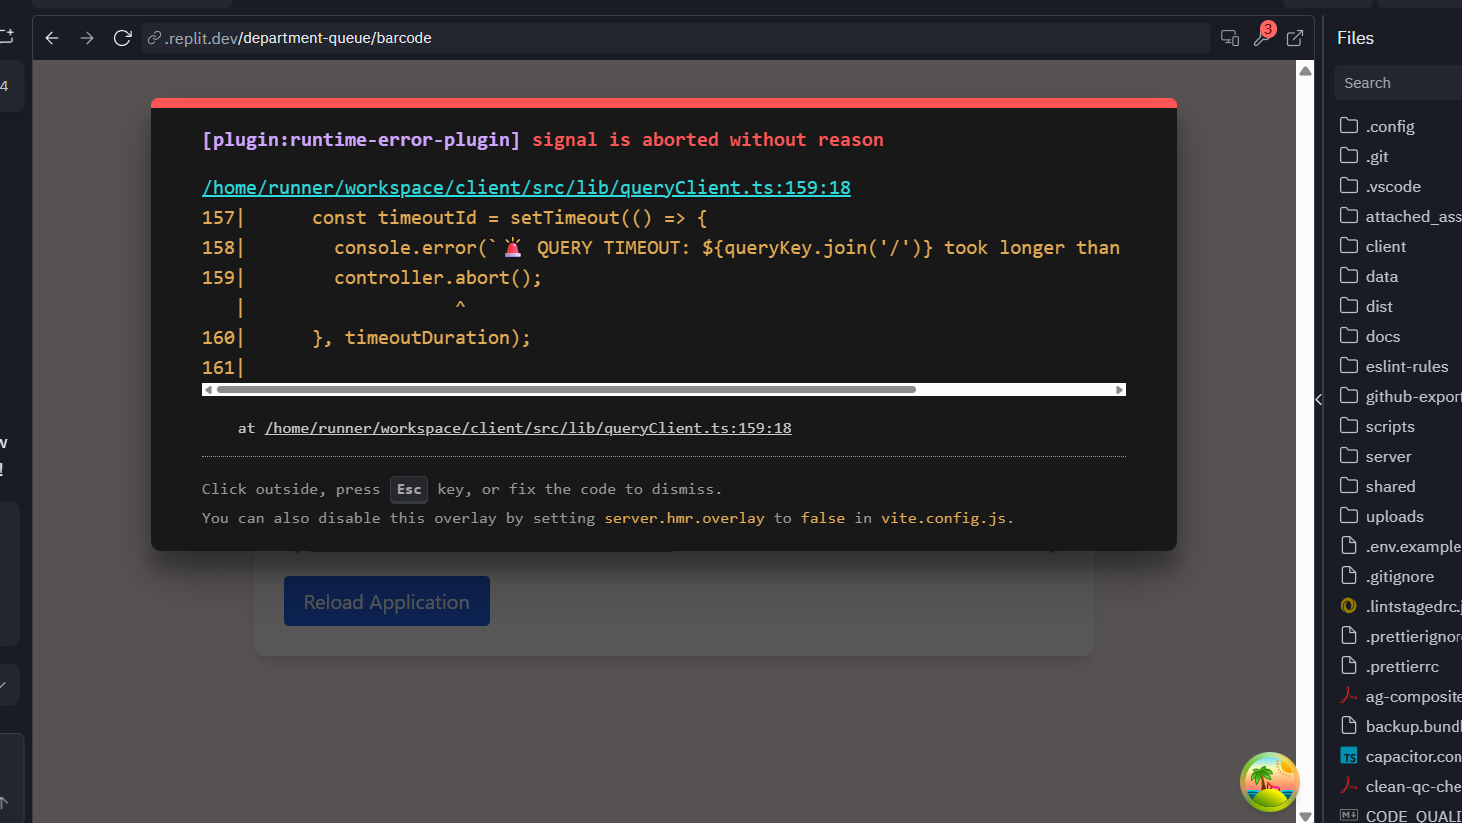 4
.replit.dev/department-queue/barcode
3
[plugin:runtime-error-plugin] signal is aborted without reason
/home/runner/workspace/client/src/lib/queryClient.ts:159:18
157|      const timeoutId = setTimeout(() => {
158|        console.error(`🚨 QUERY TIMEOUT: ${queryKey.join('/')} took longer than
159|        controller.abort();
   |                   ^
160|      }, timeoutDuration);
161|
at /home/runner/workspace/client/src/lib/queryClient.ts:159:18
Click outside, press Esc key, or fix the code to dismiss.
You can also disable this overlay by setting server.hmr.overlay to false in vite.config.js.
Reload Application
w
!
Files
Search
.config
.git
.vscode
attached_ass
client
data
dist
docs
eslint-rules
github-export
scripts
server
shared
uploads
.env.example
.gitignore
.lintstagedrc.j
.prettierignor
.prettierrc
ag-composite
backup.bundl
TS capacitor.con
clean-qc-che
M↓ CODE_QUALI